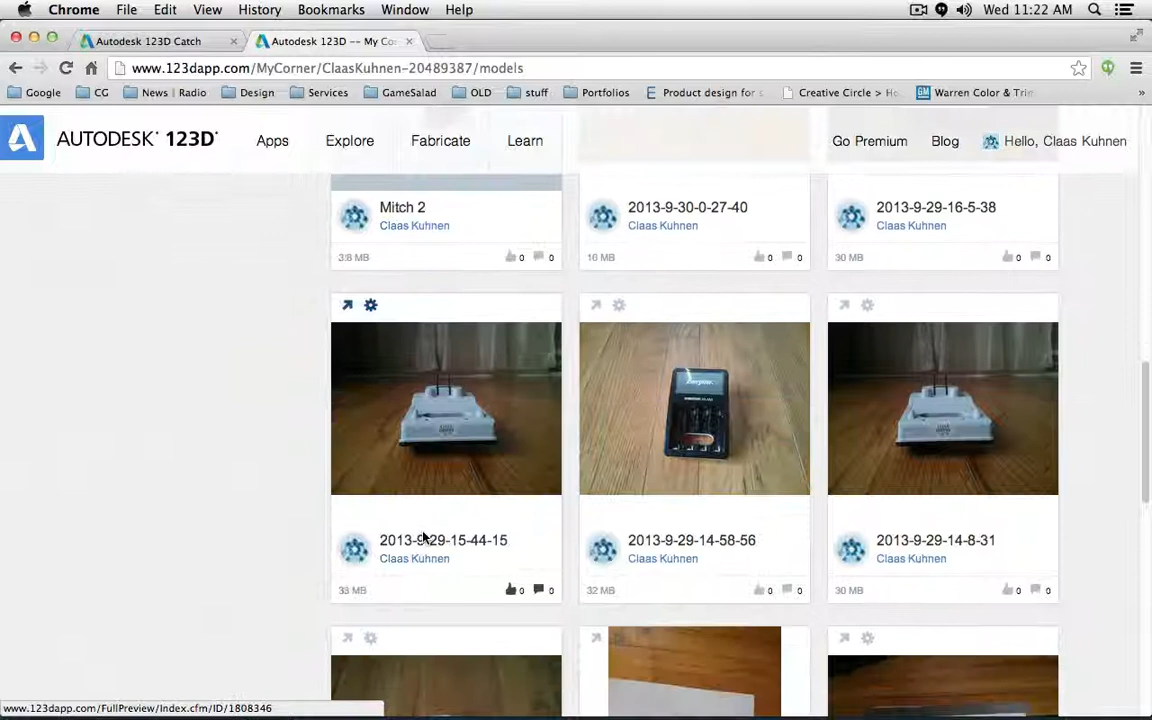 Chrome File Edit View History Bookmarks Window Help Wed 11:22 AM
Autodesk 123D Catch Autodesk 123D -- My Co
www.123dapp.com/MyCorner/ClaasKuhnen-20489387/models
Google CG News | Radio Design Services GameSalad OLD stuff Portfolios Product design for Creative Circle > Ho Warren Color & Trim
AUTODESK 123D Apps Explore Fabricate Learn Go Premium Blog Hello, Claas Kuhnen
Mitch 2 2013-9-30-0-27-40 2013-9-29-16-5-38
Claas Kuhnen Claas Kuhnen Claas Kuhnen
3.8 MB 0 0 16 MB 0 0 30 MB 0 0
2013-9-29-15-44-15 2013-9-29-14-58-56 2013-9-29-14-8-31
Claas Kuhnen Claas Kuhnen Claas Kuhnen
33 MB 0 0 32 MB 0 0 30 MB 0 0
www.123dapp.com/FullPreview/Index.cfm/ID/1808346